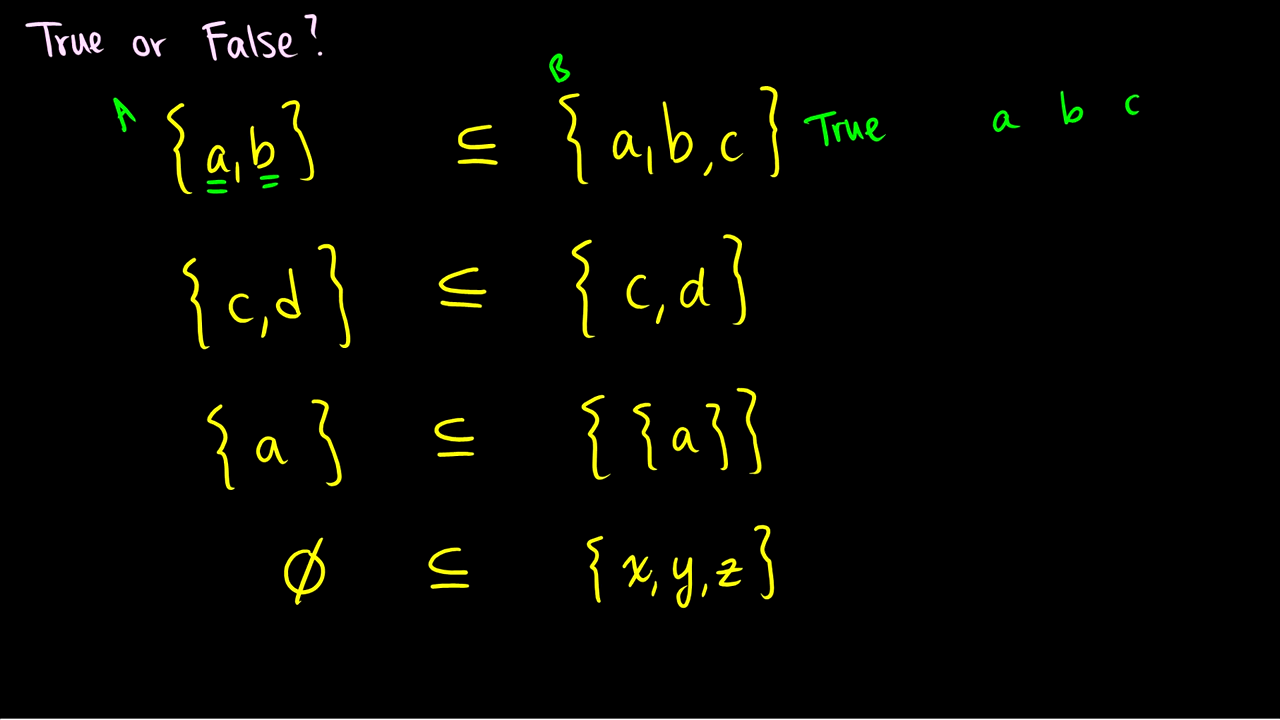 True or False?
A {a,b} ⊆ B {a,b,c} True a b c
{c,d} ⊆ {c,d}
{a} ⊆ {{a}}
∅ ⊆ {x,y,z}